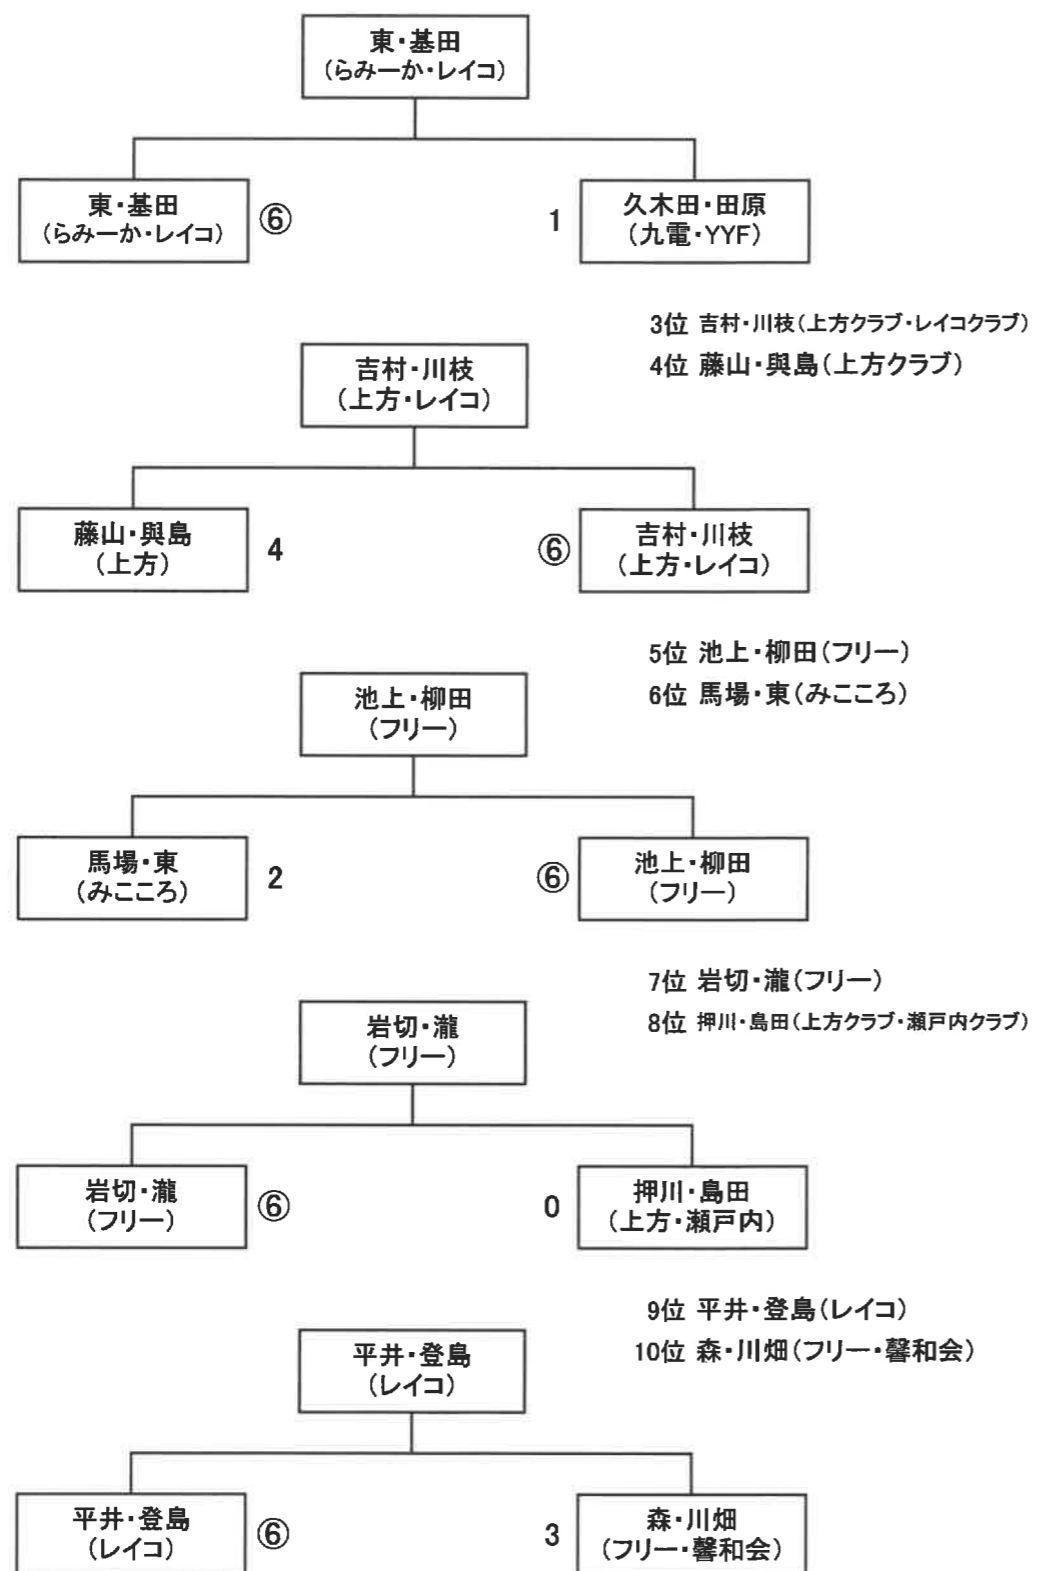 東・基田
(らみーか・レイコ)
東・基田
(らみーか・レイコ)
⑥
1
久木田・田原
(九電・YYF)
3位 吉村・川枝(上方クラブ・レイコクラブ)
4位 藤山・與島(上方クラブ)
吉村・川枝
(上方・レイコ)
藤山・與島
(上方)
4
⑥
吉村・川枝
(上方・レイコ)
5位 池上・柳田(フリー)
6位 馬場・東(みこころ)
池上・柳田
(フリー)
馬場・東
(みこころ)
2
⑥
池上・柳田
(フリー)
7位 岩切・瀧(フリー)
8位 押川・島田(上方クラブ・瀬戸内クラブ)
岩切・瀧
(フリー)
岩切・瀧
(フリー)
⑥
0
押川・島田
(上方・瀬戸内)
9位 平井・登島(レイコ)
10位 森・川畑(フリー・馨和会)
平井・登島
(レイコ)
平井・登島
(レイコ)
⑥
3
森・川畑
(フリー・馨和会)